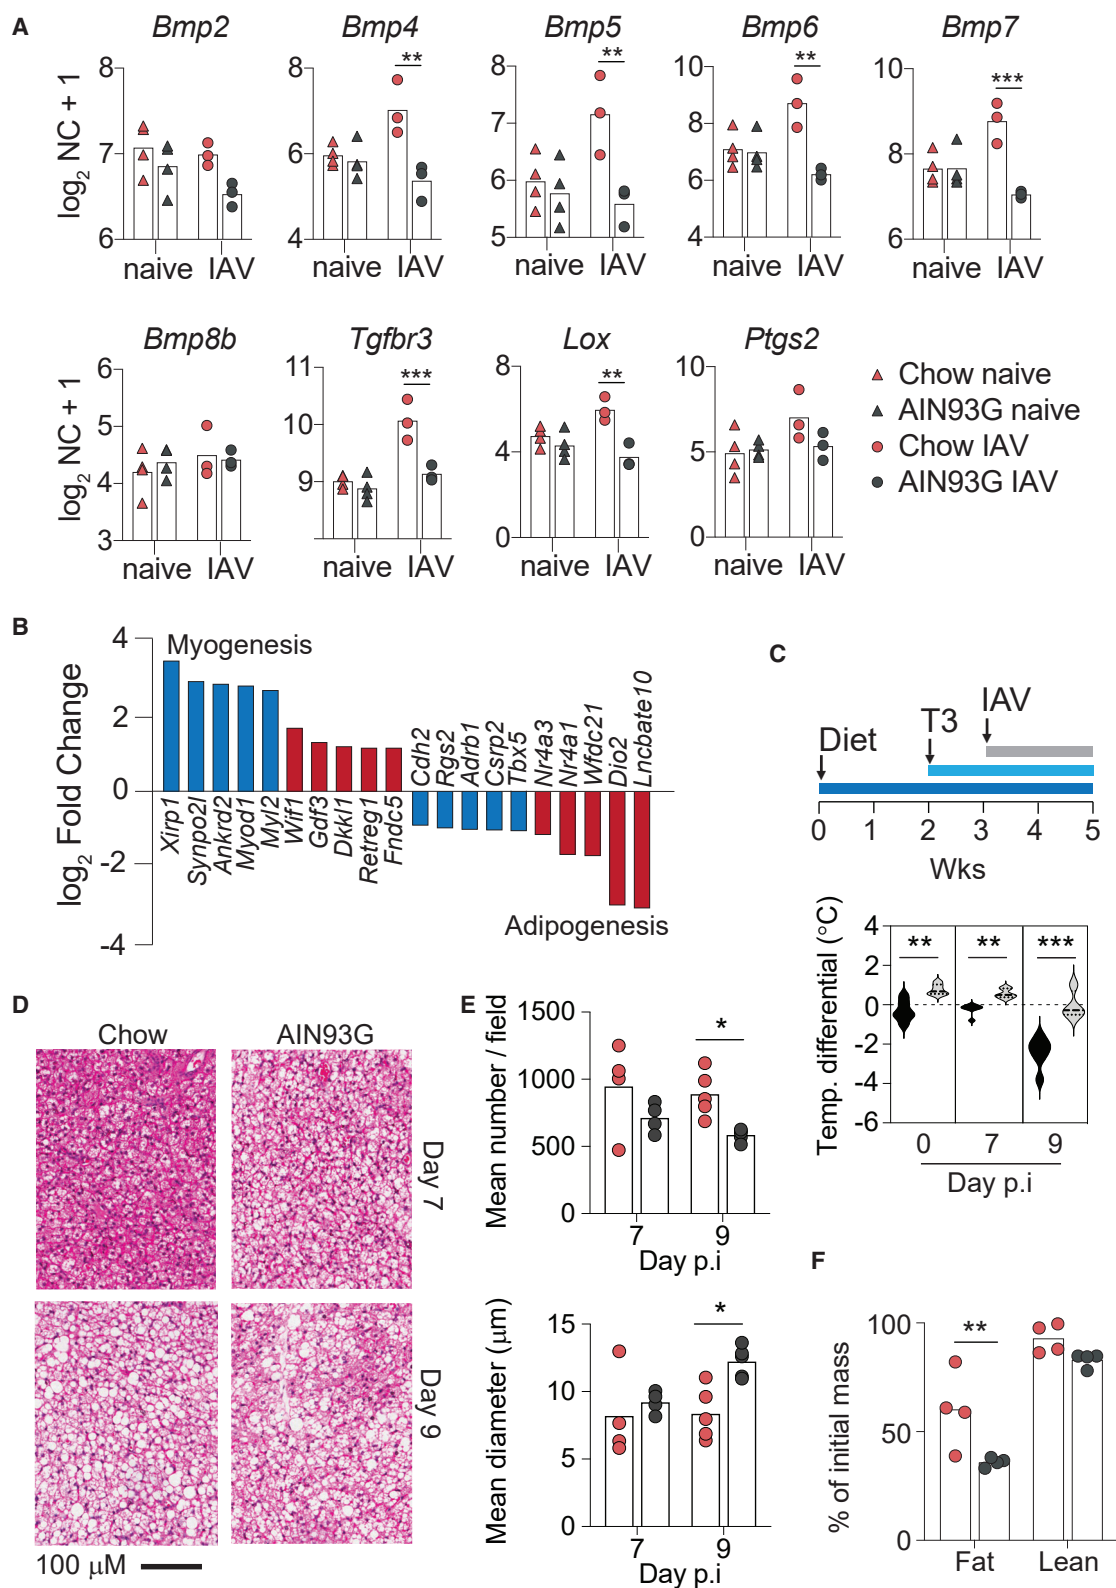 A
Bmp2 Bmp4 Bmp5 Bmp6 Bmp7
log2 NC + 1
8 7 6
8 6 4
** 
8 7 6 5
**
10 8 6 4
**
8 7 6
10 8 6
***
naive IAV naive IAV naive IAV naive IAV naive IAV
Bmp8b Tgfbr3 Lox Ptgs2
log2 NC + 1
6 5 4 3
11 10 9
***
8 4 0
**
10 5 0
naive IAV naive IAV naive IAV naive IAV
Chow naive
AIN93G naive
Chow IAV
AIN93G IAV
B
log2 Fold Change
4
2
0
-2
-4
Myogenesis
Xirp1
Synpo2l
Ankrd2
Myod1
Myl2
Wif1
Gdf3
Dkkl1
Retreg1
Fndc5
Cdh2
Rgs2
Adrb1
Csrp2
Tbx5
Nr4a3
Nr4a1
Wfdc21
Dio2
Lncbate10
Adipogenesis
C
IAV
T3
Diet
0 1 2 3 4 5
Wks
Temp. differential (°C)
4
2
0
-2
-4
-6
** ** ***
0 7 9
Day p.i
D
Chow AIN93G
Day 7
Day 9
100 µM
E
Mean number / field
1500
1000
500
0
*
7 9
Day p.i
Mean diameter (µm)
15
10
5
0
*
7 9
Day p.i
F
% of initial mass
100
50
0
**
Fat Lean